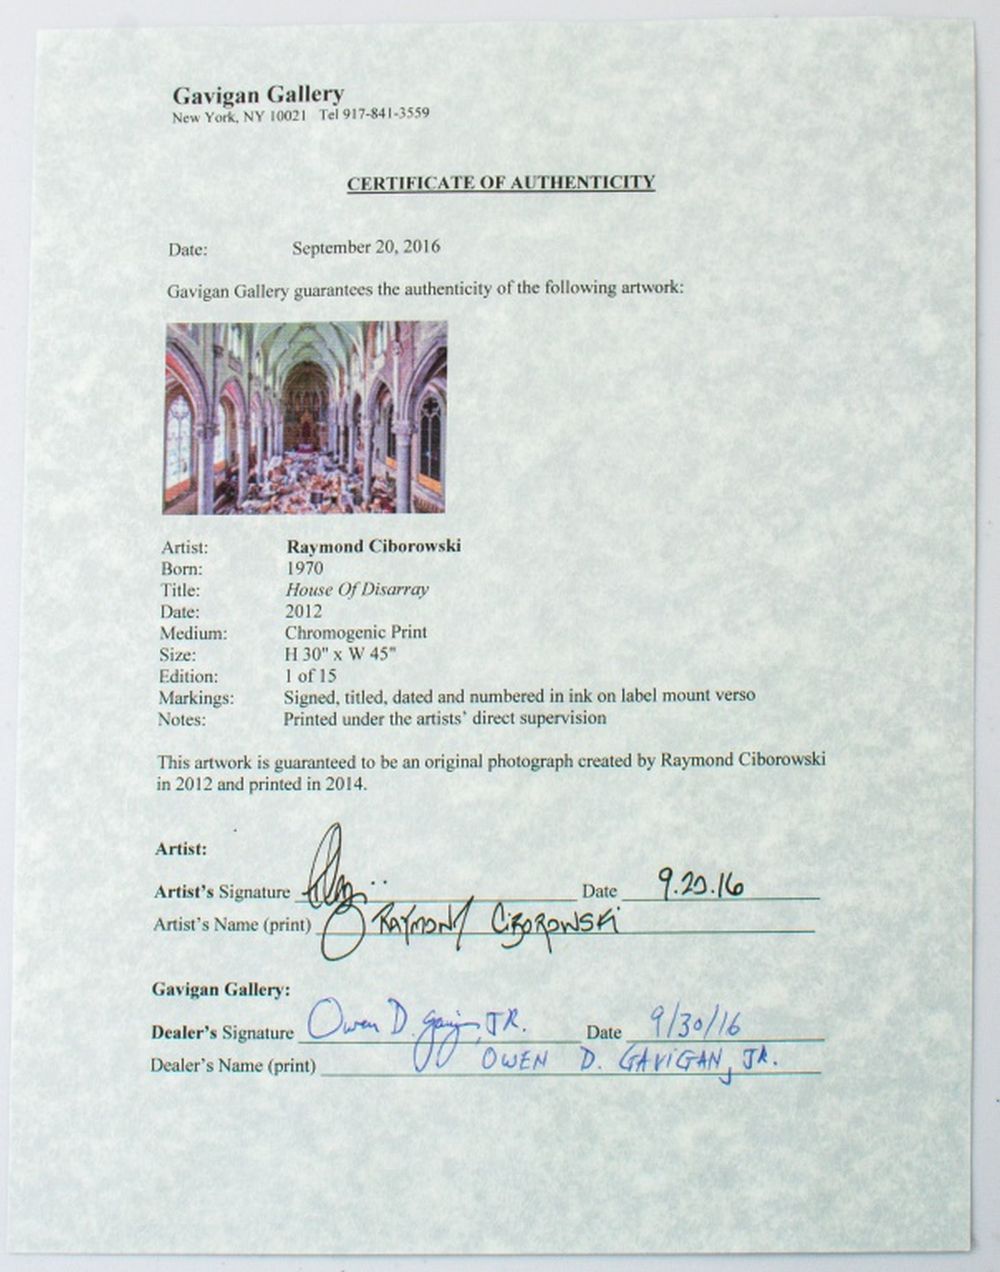 Gavigan Gallery
New York, NY 10021 Tel 917-841-3559
CERTIFICATE OF AUTHENTICITY
Date: September 20, 2016
Gavigan Gallery guarantees the authenticity of the following artwork:
Artist: Raymond Ciborowski
Born: 1970
Title: House Of Disarray
Date: 2012
Medium: Chromogenic Print
Size: H 30" x W 45"
Edition: 1 of 15
Markings: Signed, titled, dated and numbered in ink on label mount verso
Notes: Printed under the artists' direct supervision
This artwork is guaranteed to be an original photograph created by Raymond Ciborowski
in 2012 and printed in 2014.
Artist:
Artist's Signature Date 9.20.16
Artist's Name (print) RAYMOND CIBOROWSKI
Gavigan Gallery:
Dealer's Signature Owen D. Gavigan, JR. Date 9/30/16
Dealer's Name (print) OWEN D. GAVIGAN, JR.